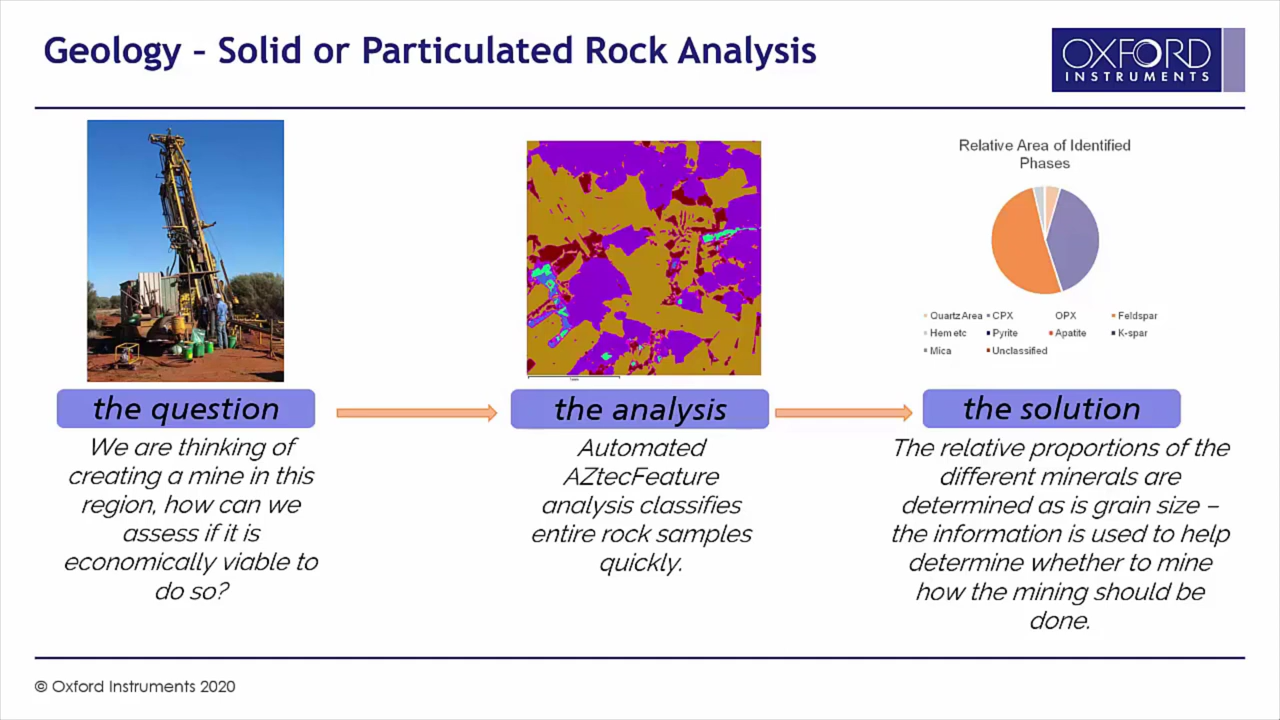 Geology – Solid or Particulated Rock Analysis
OXFORD
INSTRUMENTS
Relative Area of Identified
Phases
Quartz Area CPX OPX Feldspar
Hem etc Pyrite Apatite K-spar
Mica Unclassified
the question
We are thinking of
creating a mine in this
region, how can we
assess if it is
economically viable to
do so?
the analysis
Automated
AZtecFeature
analysis classifies
entire rock samples
quickly.
the solution
The relative proportions of the
different minerals are
determined as is grain size –
the information is used to help
determine whether to mine
how the mining should be
done.
© Oxford Instruments 2020